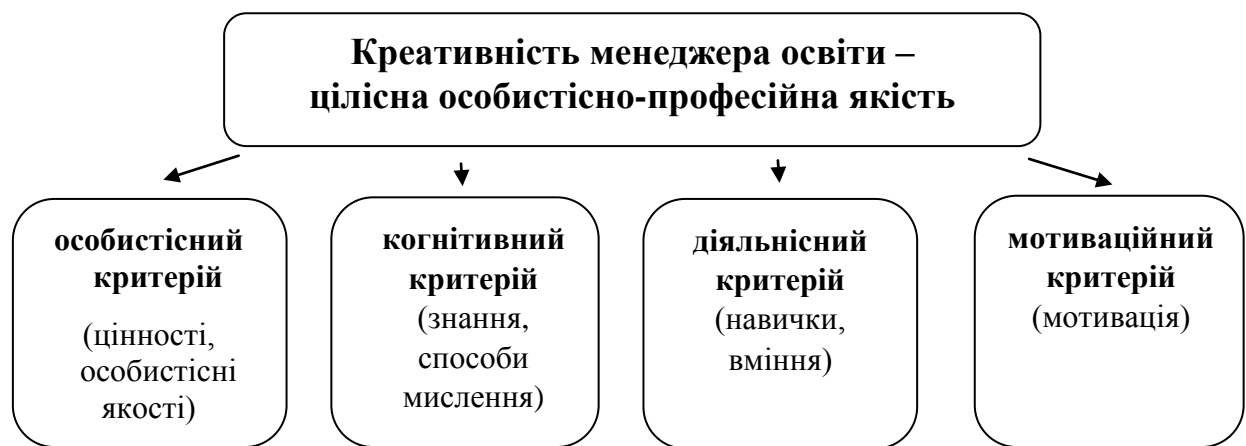 Креативність менеджера освіти –
цілісна особистісно-професійна якість
особистісний
критерій
(цінності,
особистісні
якості)
когнітивний
критерій
(знання,
способи
мислення)
діяльнісний
критерій
(навички,
вміння)
мотиваційний
критерій
(мотивація)